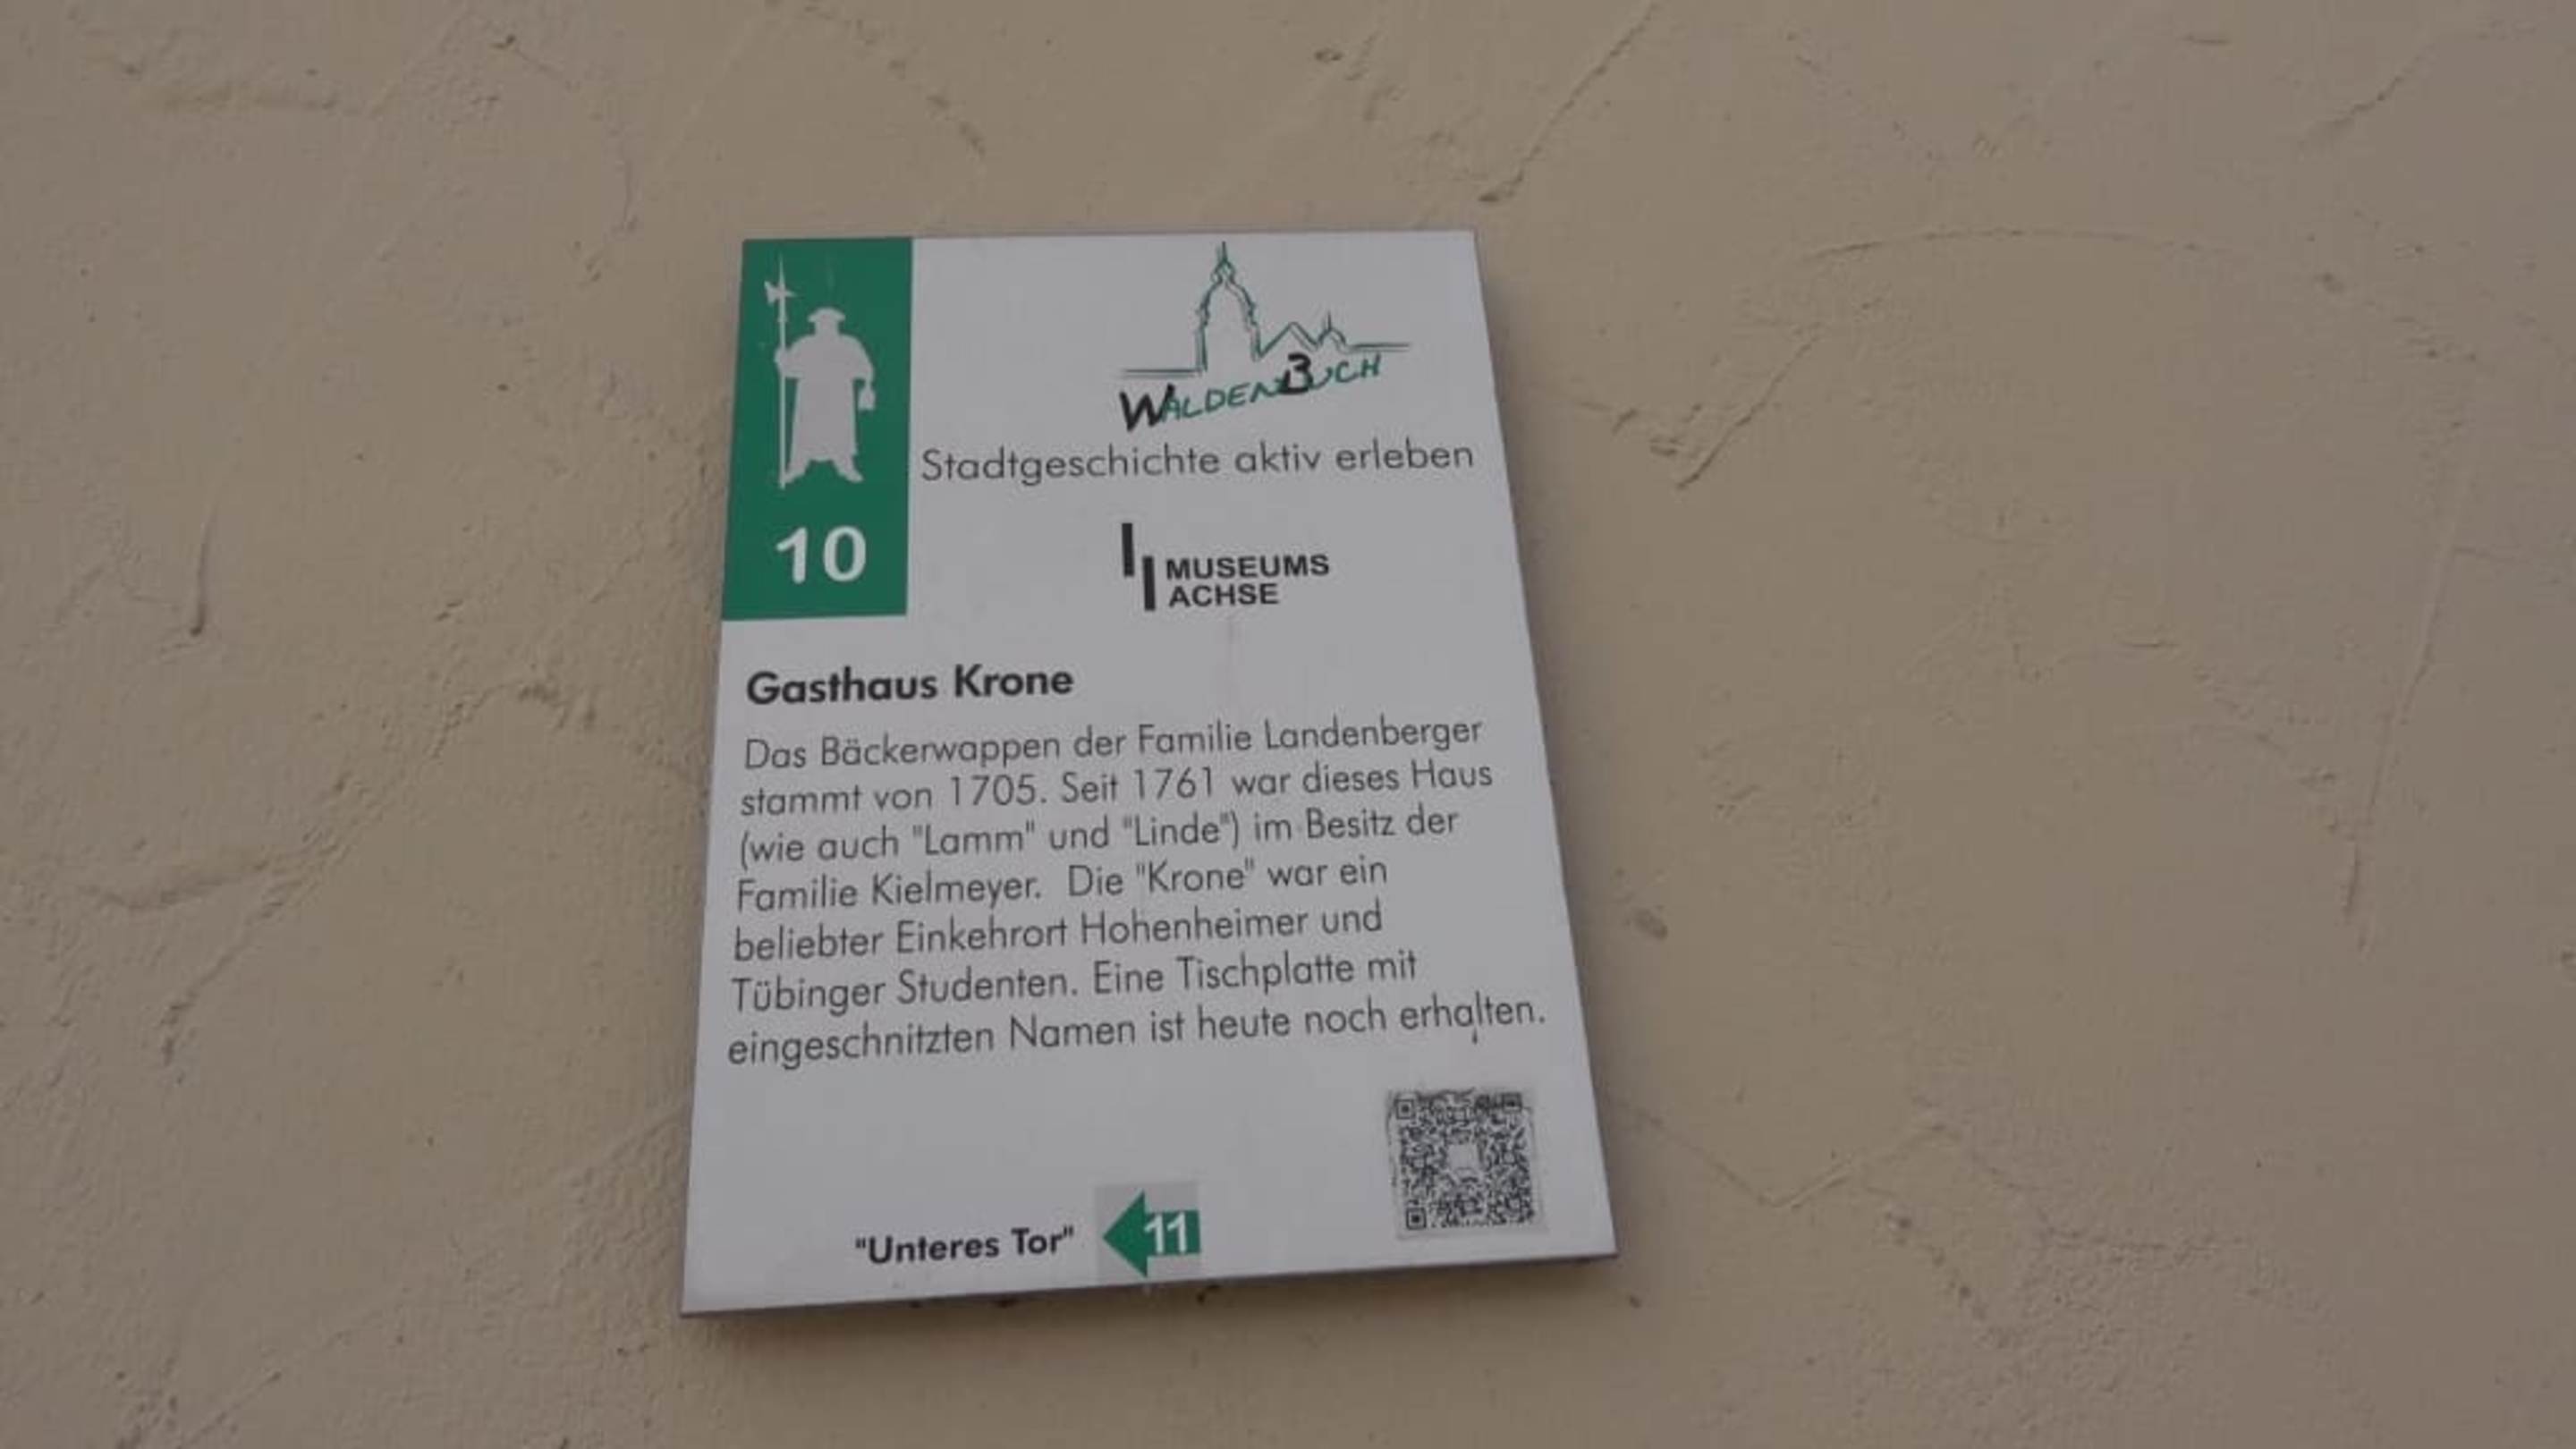 WALDENBUCH
Stadtgeschichte aktiv erleben
10
MUSEUMS
ACHSE
Gasthaus Krone
Das Bäckerwappen der Familie Landenberger
stammt von 1705. Seit 1761 war dieses Haus
(wie auch "Lamm" und "Linde") im Besitz der
Familie Kielmeyer. Die "Krone" war ein
beliebter Einkehrort Hohenheimer und
Tübinger Studenten. Eine Tischplatte mit
eingeschnitzten Namen ist heute noch erhalten.
"Unteres Tor" 11